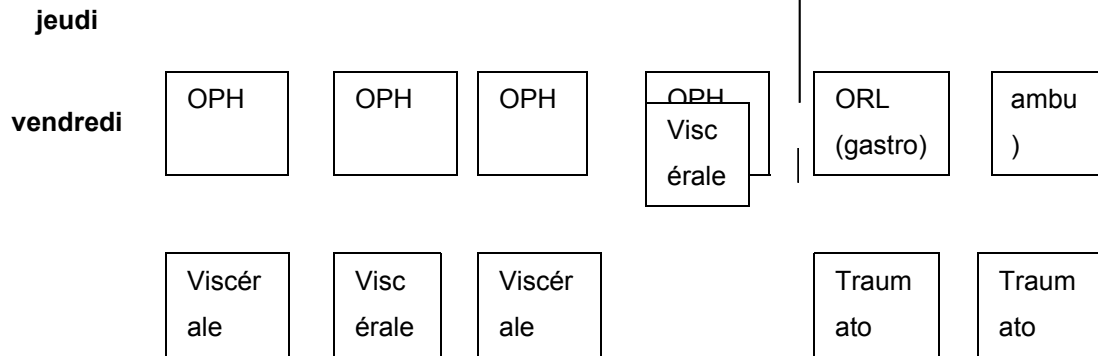 jeudi
vendredi
OPH
OPH
OPH
OPH
Visc
érale
ORL
(gastro)
ambu
)
Viscér
ale
Visc
érale
Viscér
ale
Traum
ato
Traum
ato